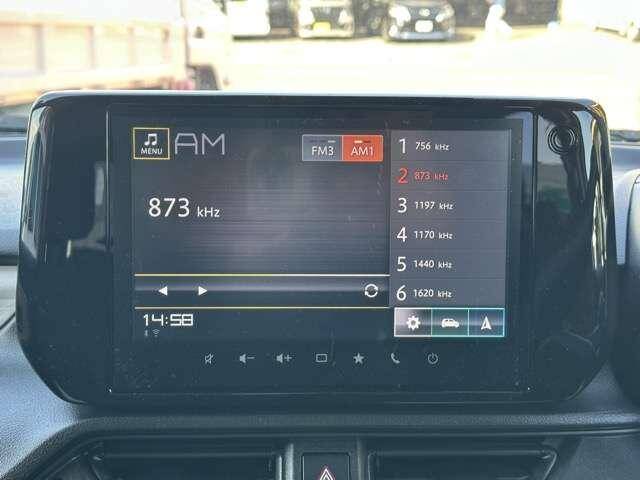 MENU
AM
FM3
AM1
873 kHz
1 756 kHz
2 873 kHz
3 1197 kHz
4 1170 kHz
5 1440 kHz
6 1620 kHz
14:58